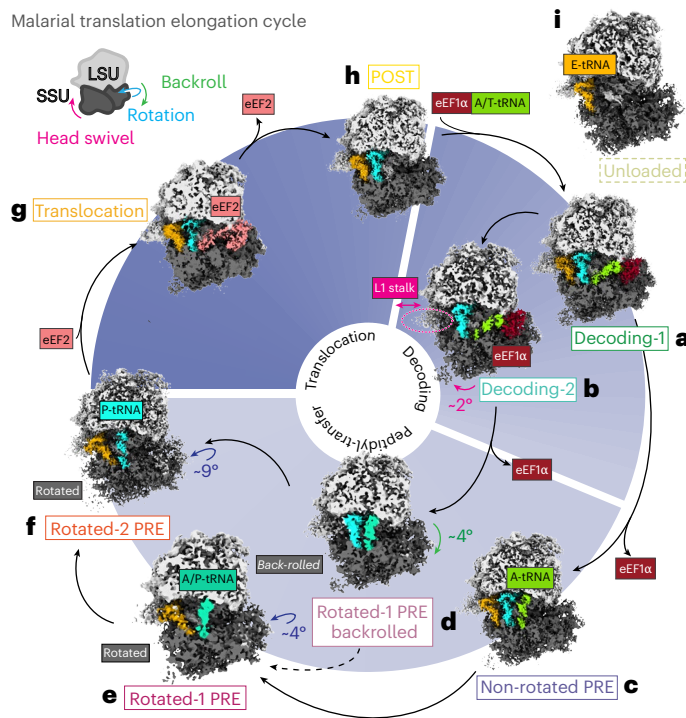 Malarial translation elongation cycle
LSU
SSU
Backroll
Rotation
Head swivel
eEF2
h POST
eEF1α A/T-tRNA
i
E-tRNA
Unloaded
g Translocation
eEF2
L1 stalk
eEF1α
Decoding-1 a
Decoding-2 b
~2°
eEF2
Translocation
Decoding
Peptidyl-transfer
P-tRNA
~9°
Rotated
f Rotated-2 PRE
eEF1α
~4°
Back-rolled
Rotated-1 PRE
backrolled
d
A/P-tRNA
~4°
Rotated
e Rotated-1 PRE
A-tRNA
eEF1α
Non-rotated PRE c